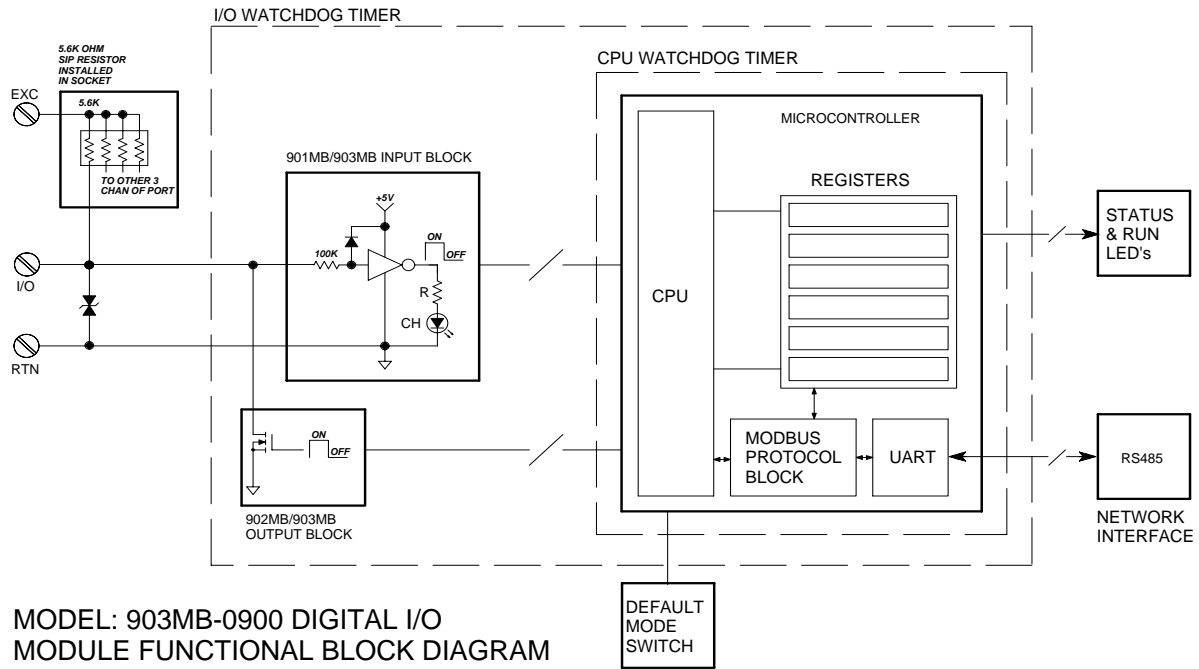 I/O WATCHDOG TIMER
5.6K OHM
SIP RESISTOR
INSTALLED
IN SOCKET
EXC
5.6K
TO OTHER 3
CHAN OF PORT
I/O
RTN
901MB/903MB INPUT BLOCK
+5V
100K
ON
OFF
R
CH
ON
OFF
902MB/903MB
OUTPUT BLOCK
CPU WATCHDOG TIMER
MICROCONTROLLER
REGISTERS
CPU
MODBUS
PROTOCOL
BLOCK
UART
STATUS
& RUN
LED's
RS485
NETWORK
INTERFACE
DEFAULT
MODE
SWITCH
MODEL: 903MB-0900 DIGITAL I/O
MODULE FUNCTIONAL BLOCK DIAGRAM